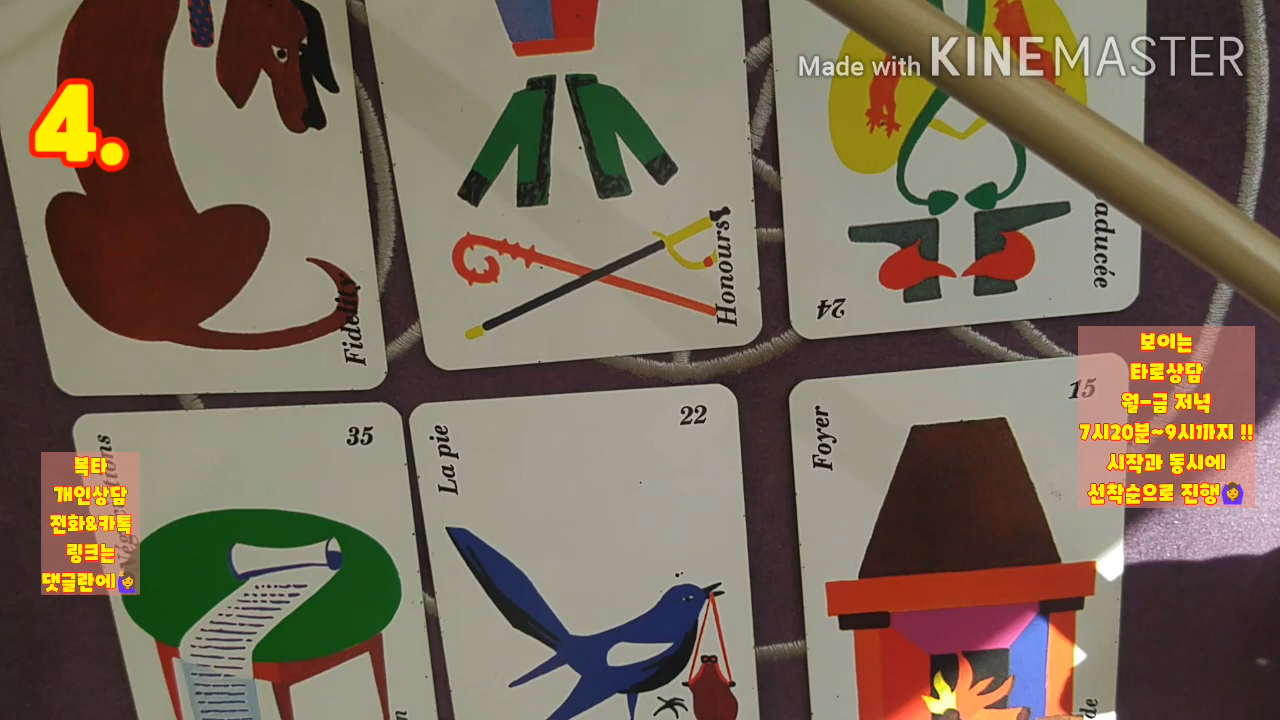 4.
Made with KINEMASTER
Fidelity
Honours
aducée
24
보이는
타로상담
월-금 저녁
7시20분~9시까지 !!
시작과 동시에
선착순으로 진행🙋‍♀️
복타
개인상담
전화&카톡
링크는
댓글란에🙋‍♀️
35
La pie
22
Foyer
15
de